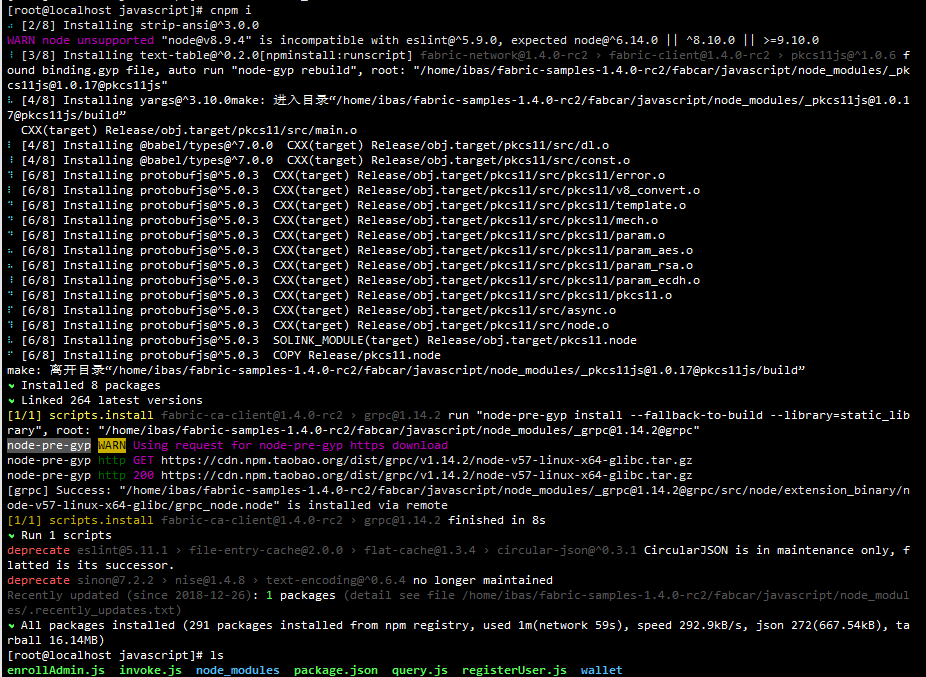 [root@localhost javascript]# cnpm i
[2/8] Installing strip-ansi@^3.0.0
WARN node unsupported "node@v8.9.4" is incompatible with eslint@^5.9.0, expected node@^6.14.0 || ^8.10.0 || >=9.10.0
[3/8] Installing text-table@^0.2.0[npminstall:runscript] fabric-network@1.4.0-rc2 › fabric-client@1.4.0-rc2 › pkcs11js@^1.0.6 f
ound binding.gyp file, auto run "node-gyp rebuild", root: "/home/ibas/fabric-samples-1.4.0-rc2/fabcar/javascript/node_modules/_pk
cs11js@1.0.17@pkcs11js"
[4/8] Installing yargs@^3.10.0make: 进入目录“/home/ibas/fabric-samples-1.4.0-rc2/fabcar/javascript/node_modules/_pkcs11js@1.0.1
7@pkcs11js/build”
CXX(target) Release/obj.target/pkcs11/src/main.o
[4/8] Installing @babel/types@^7.0.0 CXX(target) Release/obj.target/pkcs11/src/dl.o
[4/8] Installing @babel/types@^7.0.0 CXX(target) Release/obj.target/pkcs11/src/const.o
[6/8] Installing protobufjs@^5.0.3 CXX(target) Release/obj.target/pkcs11/src/pkcs11/error.o
[6/8] Installing protobufjs@^5.0.3 CXX(target) Release/obj.target/pkcs11/src/pkcs11/v8_convert.o
[6/8] Installing protobufjs@^5.0.3 CXX(target) Release/obj.target/pkcs11/src/pkcs11/template.o
[6/8] Installing protobufjs@^5.0.3 CXX(target) Release/obj.target/pkcs11/src/pkcs11/mech.o
[6/8] Installing protobufjs@^5.0.3 CXX(target) Release/obj.target/pkcs11/src/pkcs11/param.o
[6/8] Installing protobufjs@^5.0.3 CXX(target) Release/obj.target/pkcs11/src/pkcs11/param_aes.o
[6/8] Installing protobufjs@^5.0.3 CXX(target) Release/obj.target/pkcs11/src/pkcs11/param_rsa.o
[6/8] Installing protobufjs@^5.0.3 CXX(target) Release/obj.target/pkcs11/src/pkcs11/param_ecdh.o
[6/8] Installing protobufjs@^5.0.3 CXX(target) Release/obj.target/pkcs11/src/pkcs11/pkcs11.o
[6/8] Installing protobufjs@^5.0.3 CXX(target) Release/obj.target/pkcs11/src/async.o
[6/8] Installing protobufjs@^5.0.3 CXX(target) Release/obj.target/pkcs11/src/node.o
[6/8] Installing protobufjs@^5.0.3 SOLINK_MODULE(target) Release/obj.target/pkcs11.node
[6/8] Installing protobufjs@^5.0.3 COPY Release/pkcs11.node
make: 离开目录“/home/ibas/fabric-samples-1.4.0-rc2/fabcar/javascript/node_modules/_pkcs11js@1.0.17@pkcs11js/build”
Installed 8 packages
Linked 264 latest versions
[1/1] scripts.install fabric-ca-client@1.4.0-rc2 › grpc@1.14.2 run "node-pre-gyp install --fallback-to-build --library=static_lib
rary", root: "/home/ibas/fabric-samples-1.4.0-rc2/fabcar/javascript/node_modules/_grpc@1.14.2@grpc"
node-pre-gyp WARN Using request for node-pre-gyp https download
node-pre-gyp http GET https://cdn.npm.taobao.org/dist/grpc/v1.14.2/node-v57-linux-x64-glibc.tar.gz
node-pre-gyp http 200 https://cdn.npm.taobao.org/dist/grpc/v1.14.2/node-v57-linux-x64-glibc.tar.gz
[grpc] Success: "/home/ibas/fabric-samples-1.4.0-rc2/fabcar/javascript/node_modules/_grpc@1.14.2@grpc/src/node/extension_binary/n
ode-v57-linux-x64-glibc/grpc_node.node" is installed via remote
[1/1] scripts.install fabric-ca-client@1.4.0-rc2 › grpc@1.14.2 finished in 8s
Run 1 scripts
deprecate eslint@5.11.1 › file-entry-cache@2.0.0 › flat-cache@1.3.4 › circular-json@^0.3.1 CircularJSON is in maintenance only, f
latted is its successor.
deprecate sinon@7.2.2 › nise@1.4.8 › text-encoding@^0.6.4 no longer maintained
Recently updated (since 2018-12-26): 1 packages (detail see file /home/ibas/fabric-samples-1.4.0-rc2/fabcar/javascript/node_modul
es/.recently_updates.txt)
All packages installed (291 packages installed from npm registry, used 1m(network 59s), speed 292.9kB/s, json 272(667.54kB), ta
rball 16.14MB)
[root@localhost javascript]# ls
enrollAdmin.js invoke.js node_modules package.json query.js registerUser.js wallet